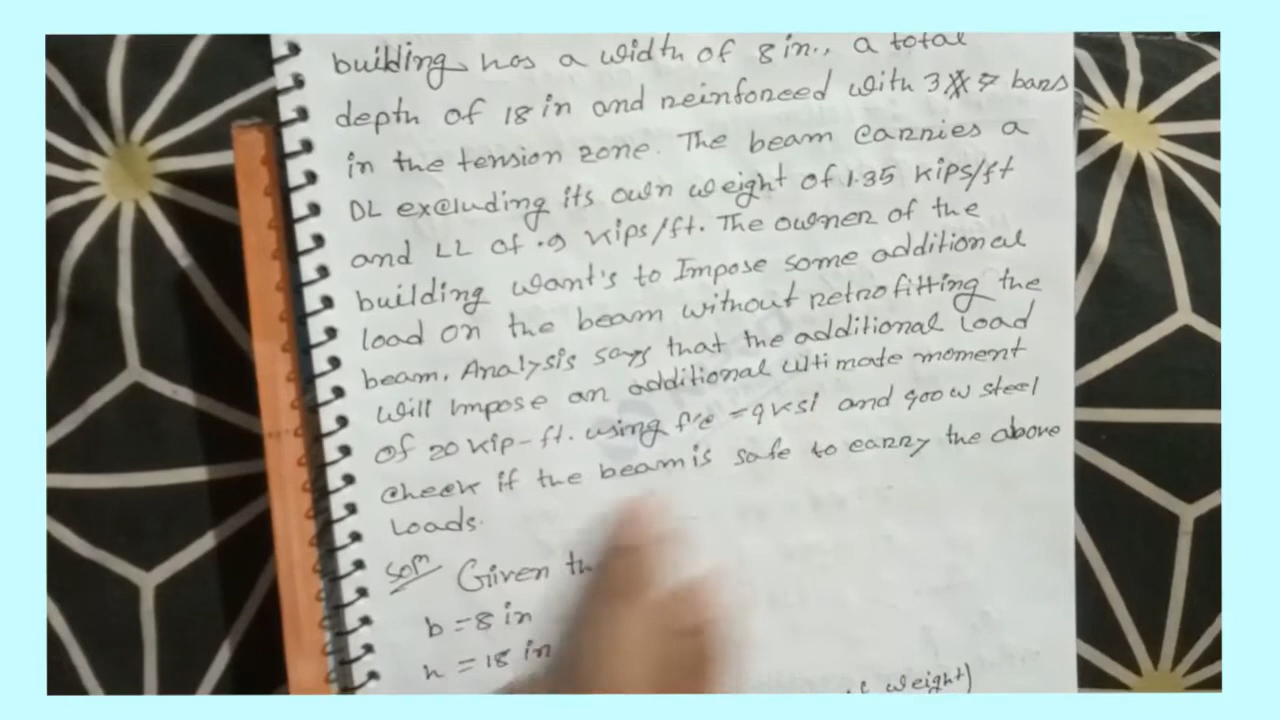 building has a width of 8 in., a total
depth of 18 in and reinforced with 3 # 7 bars
in the tension zone. The beam carries a
DL excluding its own weight of 1.35 Kips/ft
and LL of .9 Kips/ft. The owner of the
building want's to Impose some additional
load on the beam without retrofitting the
beam. Analysis says that the additional Load
will Impose an additional ultimate moment
of 20 Kip-ft. using f'c = 4 ksi and 400 w steel
Check if the beam is safe to carry the above
Loads.
Soln Given
b = 8 in
h = 18 in
weight)